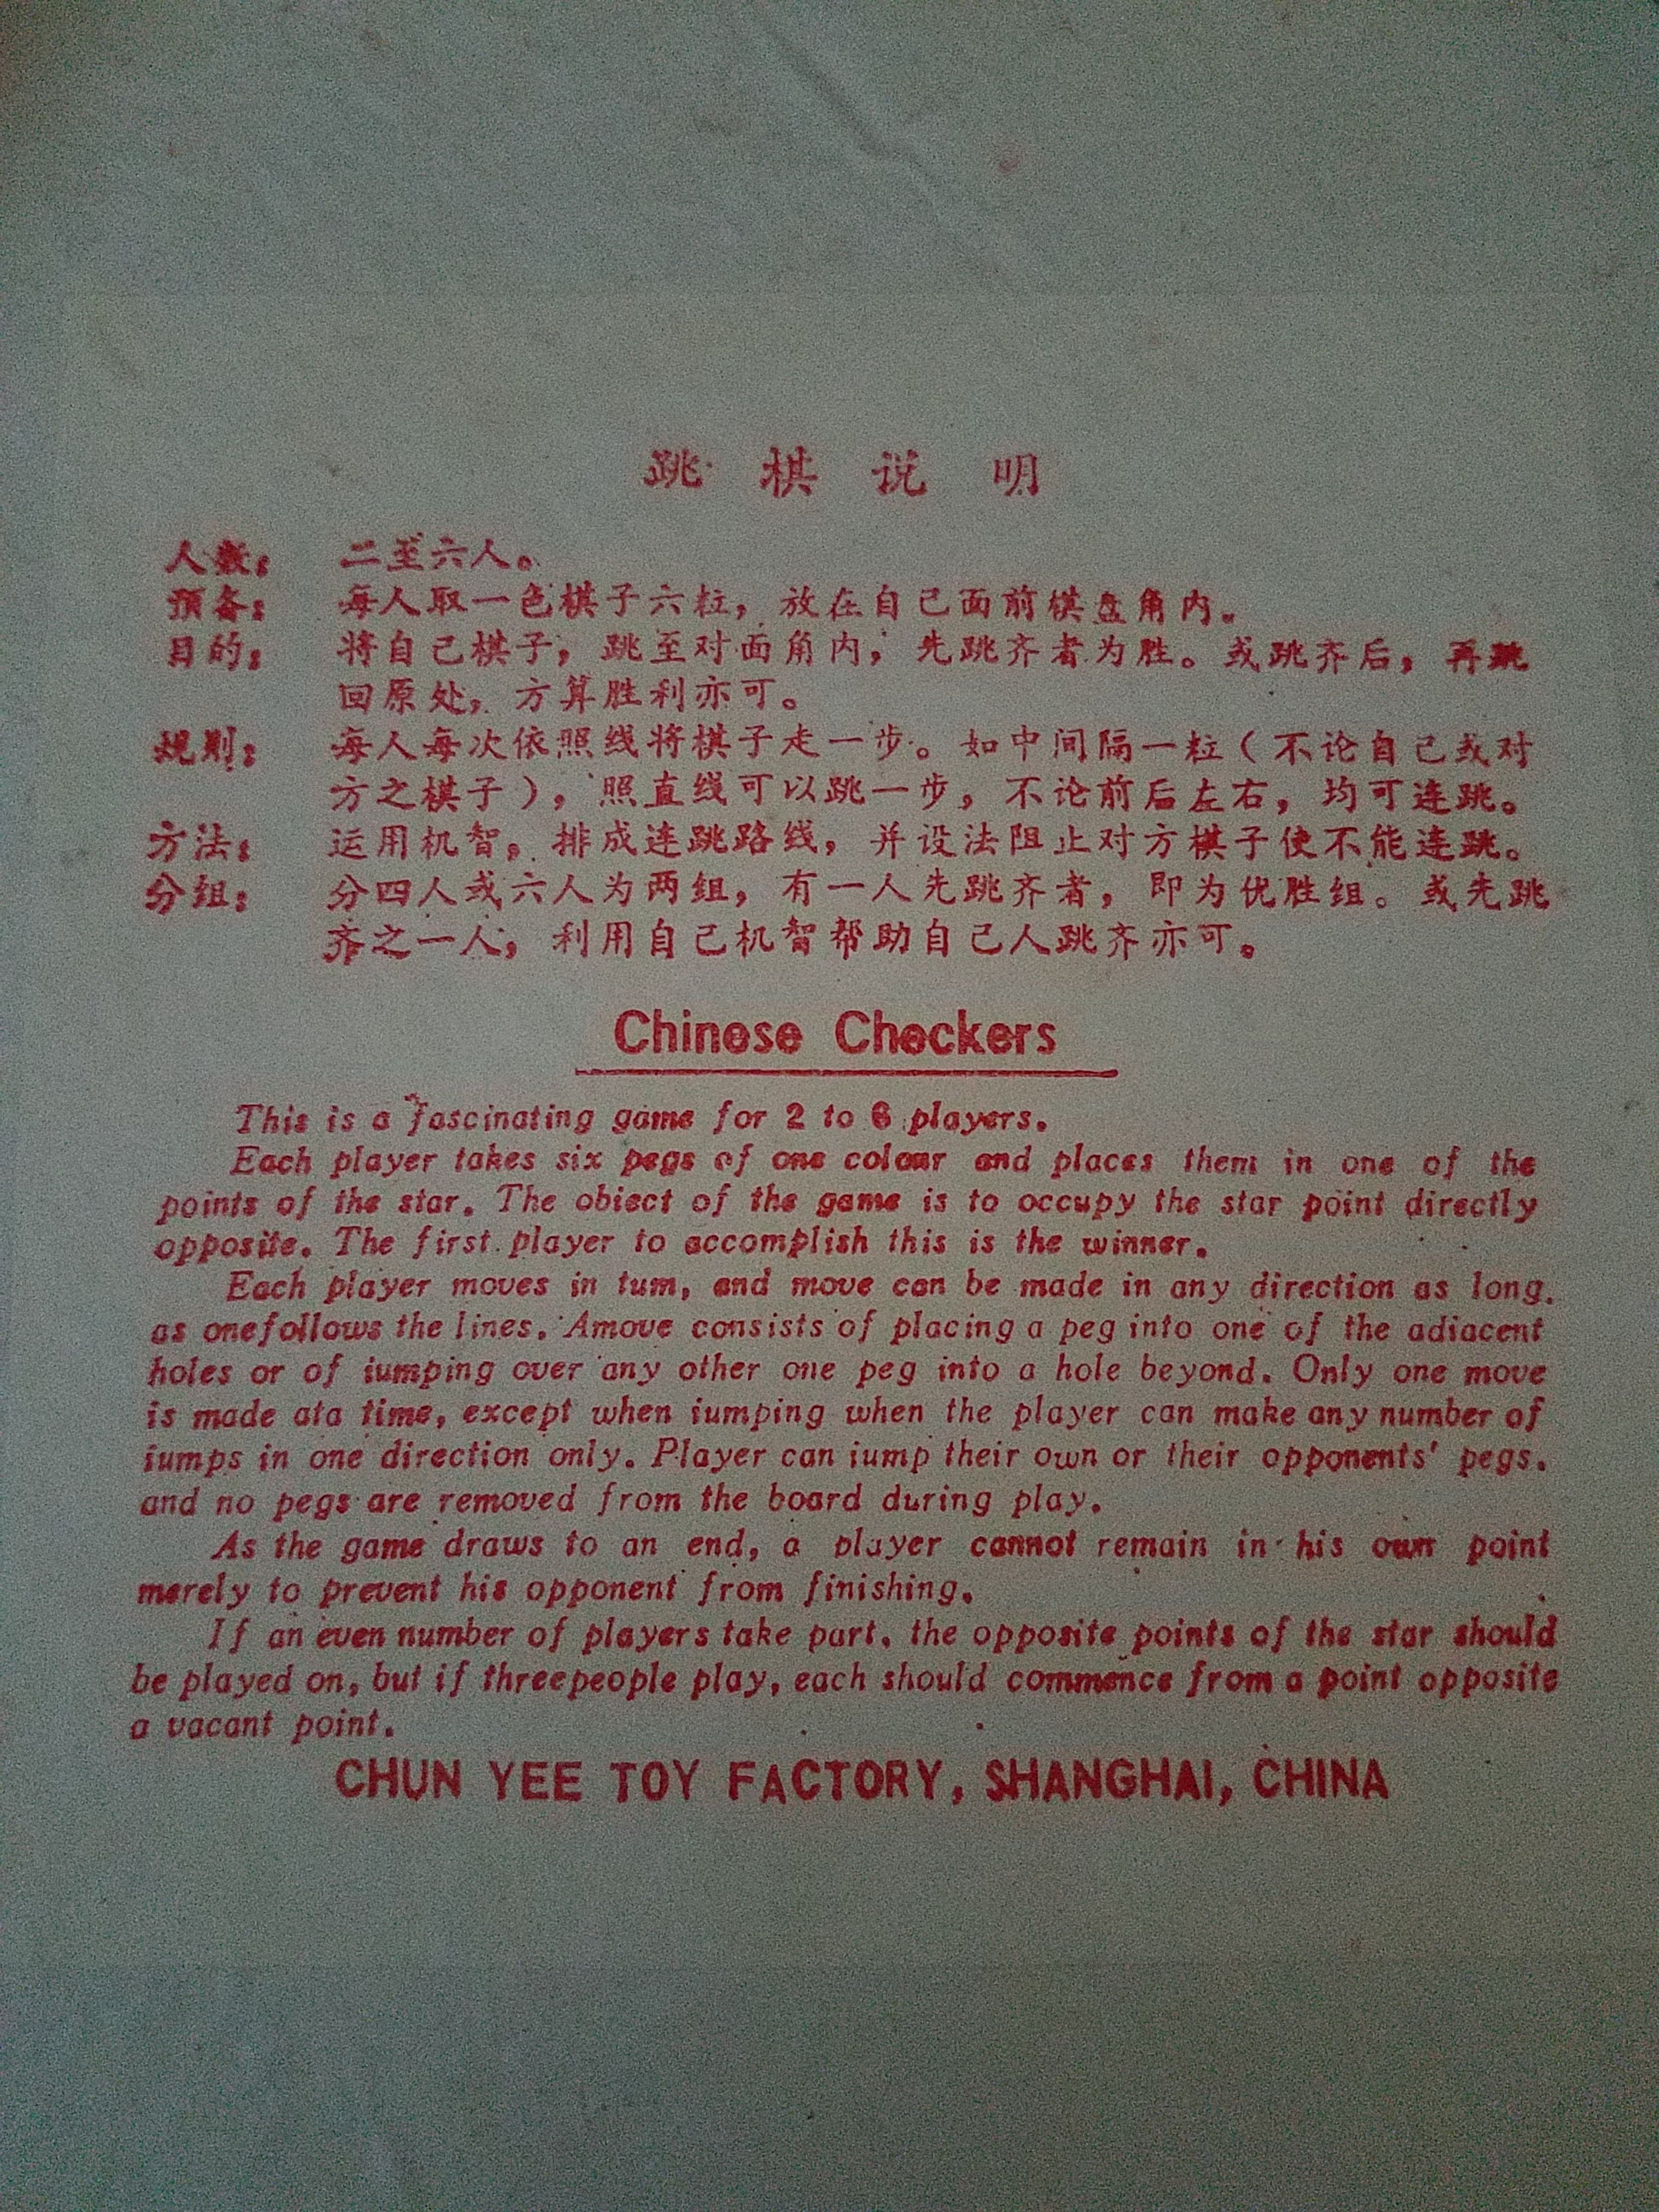 跳棋说明
人数： 二至六人。
预备： 每人取一色棋子六粒，放在自己面前棋盘角内。
目的： 将自己棋子，跳至对面角内，先跳齐者为胜。或跳齐后，再跳
回原处，方算胜利亦可。
规则： 每人每次依照线将棋子走一步。如中间隔一粒（不论自己或对
方之棋子），照直线可以跳一步，不论前后左右，均可连跳。
方法： 运用机智，排成连跳路线，并设法阻止对方棋子使不能连跳。
分组： 分四人或六人为两组，有一人先跳齐者，即为优胜组。或先跳
齐之一人，利用自己机智帮助自己人跳齐亦可。
Chinese Checkers
This is a fascinating game for 2 to 6 players.
Each player takes six pegs of one colour and places them in one of the
points of the star. The obiect of the game is to occupy the star point directly
opposite. The first player to accomplish this is the winner.
Each player moves in tum, and move can be made in any direction as long.
as onefollows the lines. Amove consists of placing a peg into one of the adiacent
holes or of iumping over any other one peg into a hole beyond. Only one move
is made ata time, except when iumping when the player can make any number of
iumps in one direction only. Player can iump their own or their opponents' pegs.
and no pegs are removed from the board during play.
As the game draws to an end, a player cannot remain in his own point
merely to prevent his opponent from finishing.
If an even number of players take part. the opposite points of the star should
be played on, but if threepeople play, each should commence from a point opposite
a vacant point.
CHUN YEE TOY FACTORY, SHANGHAI, CHINA